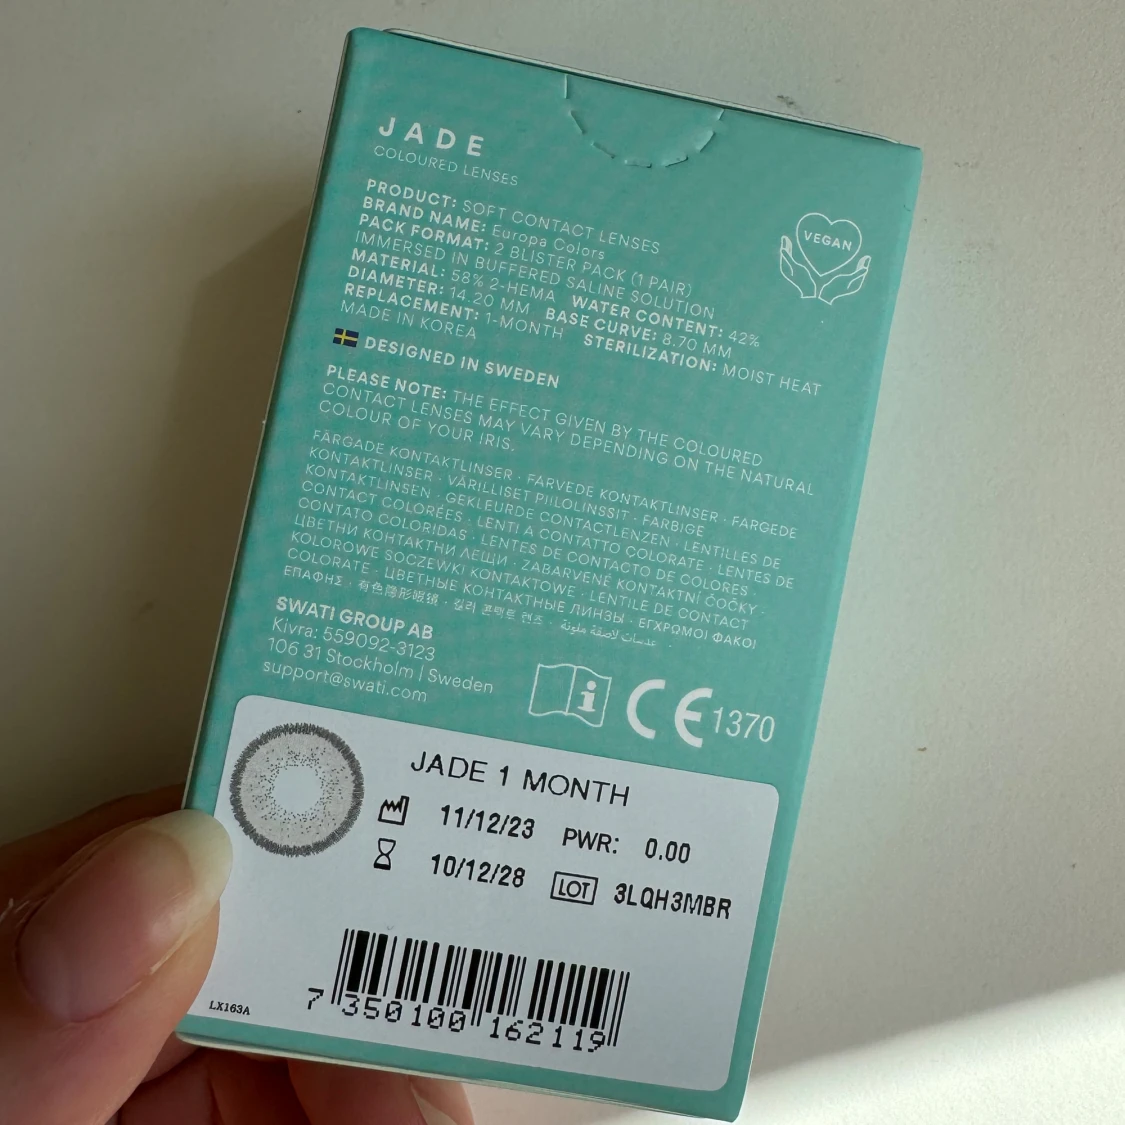 JADE
COLOURED LENSES
VEGAN
PRODUCT: SOFT CONTACT LENSES
BRAND NAME: Europa Colors
PACK FORMAT: 2 BLISTER PACK (1 PAIR)
IMMERSED IN BUFFERED SALINE SOLUTION
MATERIAL: 58% 2-HEMA WATER CONTENT: 42%
DIAMETER: 14.20 MM BASE CURVE: 8.70 MM
REPLACEMENT: 1-MONTH STERILIZATION: MOIST HEAT
MADE IN KOREA
DESIGNED IN SWEDEN
PLEASE NOTE: THE EFFECT GIVEN BY THE COLOURED
CONTACT LENSES MAY VARY DEPENDING ON THE NATURAL
COLOUR OF YOUR IRIS.
FÄRGADE KONTAKTLINSER · FARVEDE KONTAKTLINSER · FARGEDE
KONTAKTLINSER · VÄRILLISET PIILOLINSSIT · FARBIGE
KONTAKTLINSEN · GEKLEURDE CONTACTLENZEN · LENTILLES DE
CONTACT COLORÉES · LENTI A CONTATTO COLORATE · LENTES DE
CONTATO COLORIDAS · LENTES DE CONTACTO DE COLORES ·
ЦВЕТНИ КОНТАКТНИ ЛЕЩИ · ZABARVENÉ KONTAKTNÍ ČOČKY ·
KOLOROWE SOCZEWKI KONTAKTOWE · LENTILE DE CONTACT
COLORATE · ЦВЕТНЫЕ КОНТАКТНЫЕ ЛИНЗЫ · ΕΓΧΡΩΜΟΙ ΦΑΚΟΙ
ΕΠΑΦΗΣ · 有色隐形眼镜 · 컬러 콘택트 렌즈 · عدسات لاصقة ملونة ·
SWATI GROUP AB
Kivra: 559092-3123
106 31 Stockholm | Sweden
support@swati.com
CE 1370
JADE 1 MONTH
11/12/23 PWR: 0.00
10/12/28 LOT 3LQH3MBR
LX163A
7 350100 162119